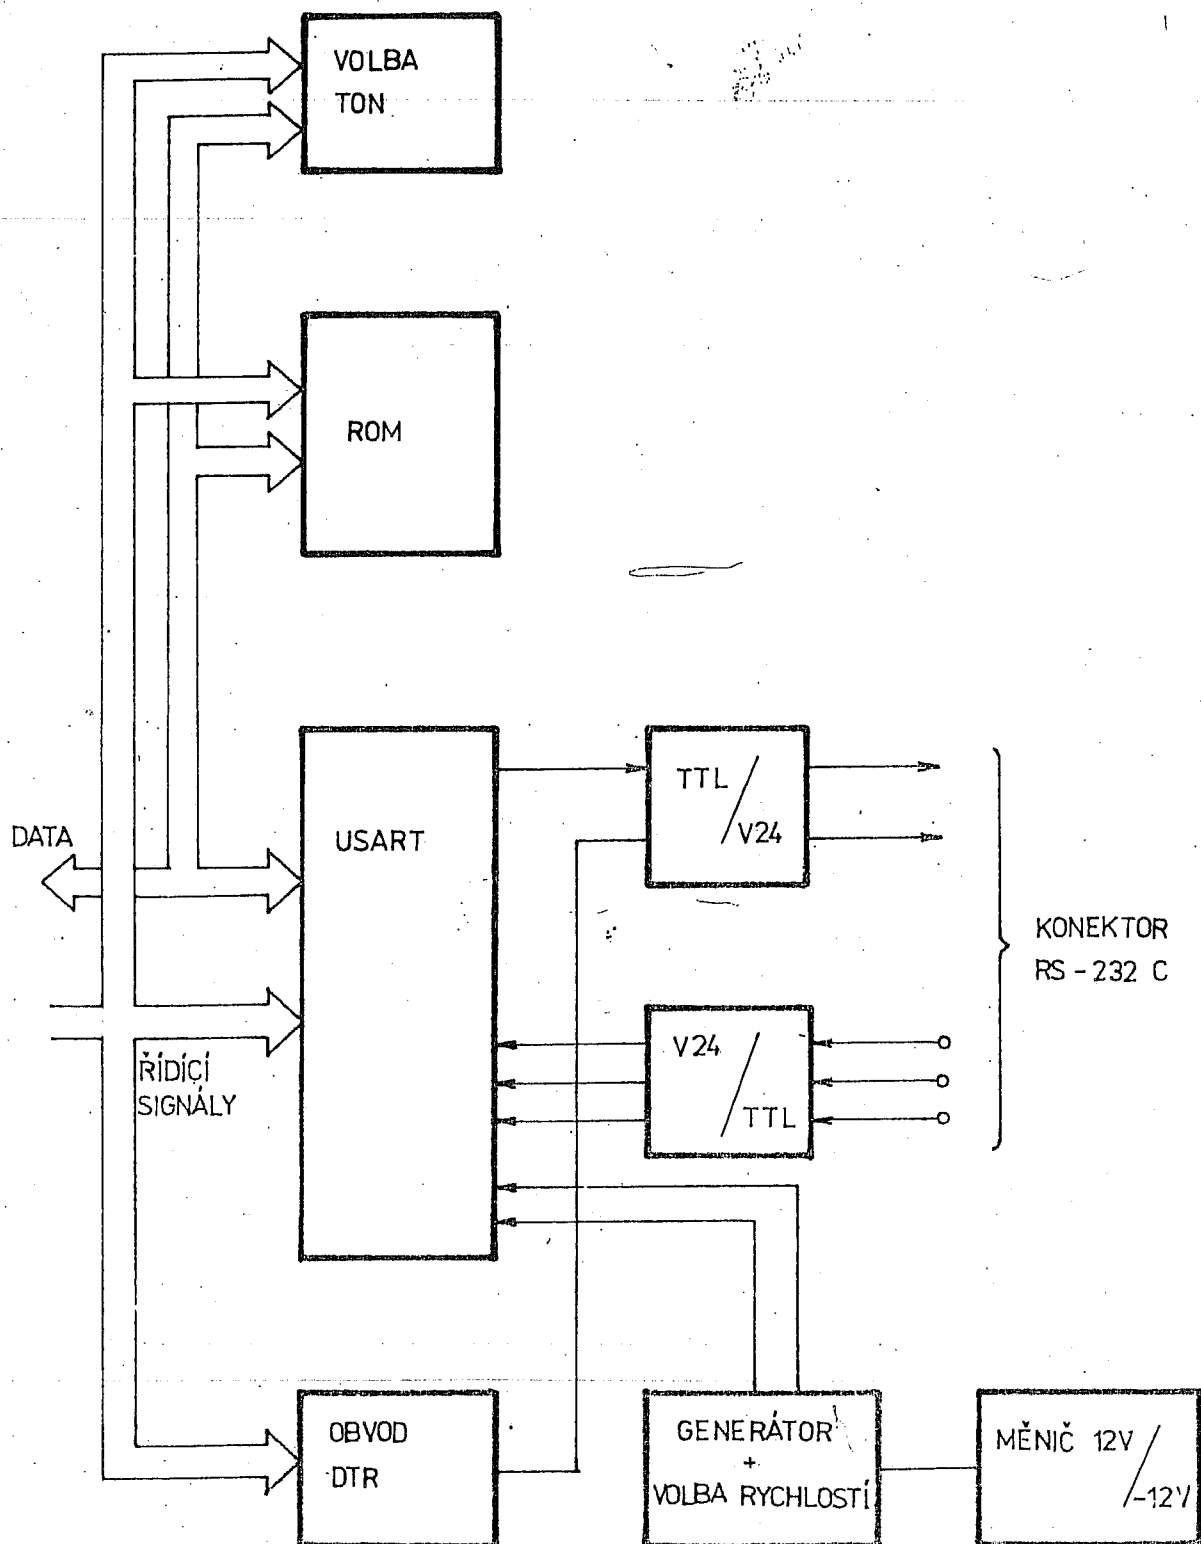 VOLBA
TON
ROM
DATA
USART
TTL
/
V24
KONEKTOR
RS-232 C
V24
/
TTL
ŘÍDÍCÍ
SIGNÁLY
OBVOD
DTR
GENERÁTOR
+
VOLBA RYCHLOSTÍ
MĚNIČ 12V /
-12V